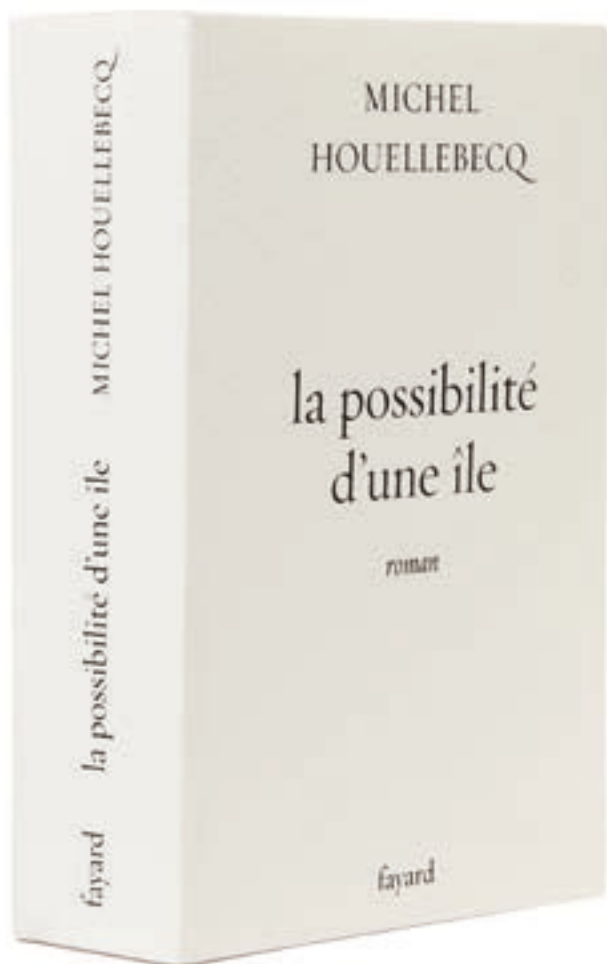 MICHEL
HOUELLEBECQ
la possibilité
d'une île
roman
fayard
fayard la possibilité d'une île MICHEL HOUELLEBECQ